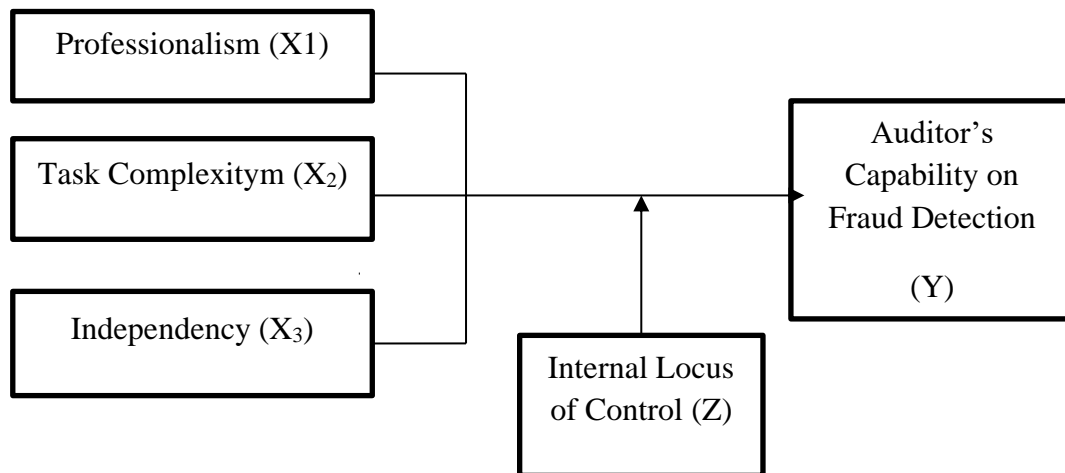 Professionalism (X1)
Task Complexitym (X₂)
Independency (X₃)
Auditor’s
Capability on
Fraud Detection
(Y)
Internal Locus
of Control (Z)